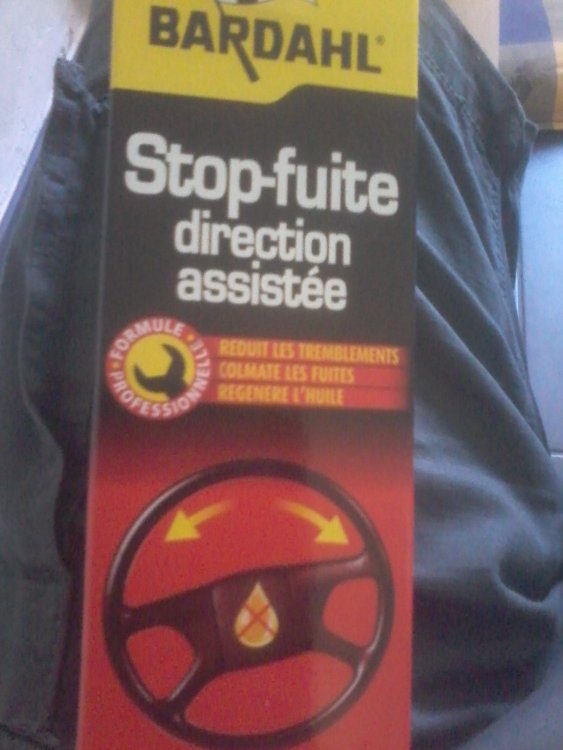 BARDAHL®
Stop-fuite
direction
assistée
FORMULE
PROFESSIONNELLE
REDUIT LES TREMBLEMENTS
COLMATE LES FUITES
REGENERE L'HUILE